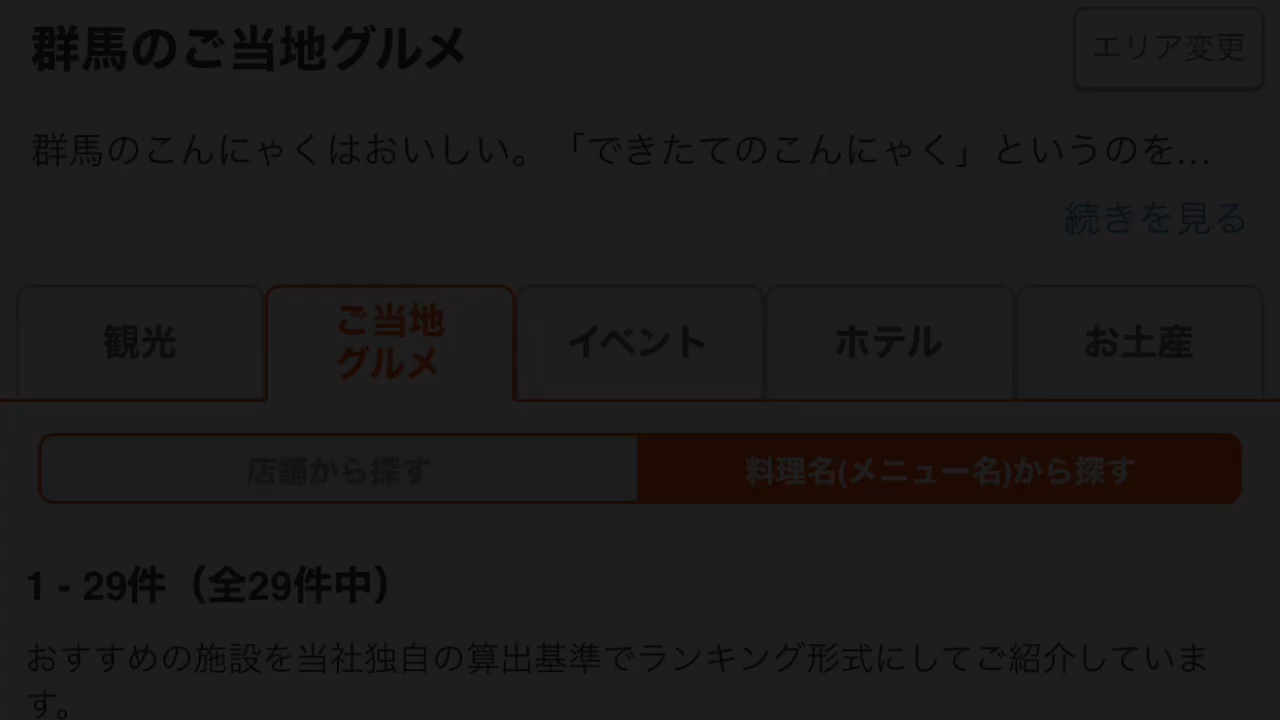 群馬のご当地グルメ
エリア変更
群馬のこんにゃくはおいしい。「できたてのこんにゃく」というのを…
続きを見る
観光
ご当地
グルメ
イベント
ホテル
お土産
店舗から探す
料理名(メニュー名)から探す
1 - 29件（全29件中）
おすすめの施設を当社独自の算出基準でランキング形式にしてご紹介していま
す。